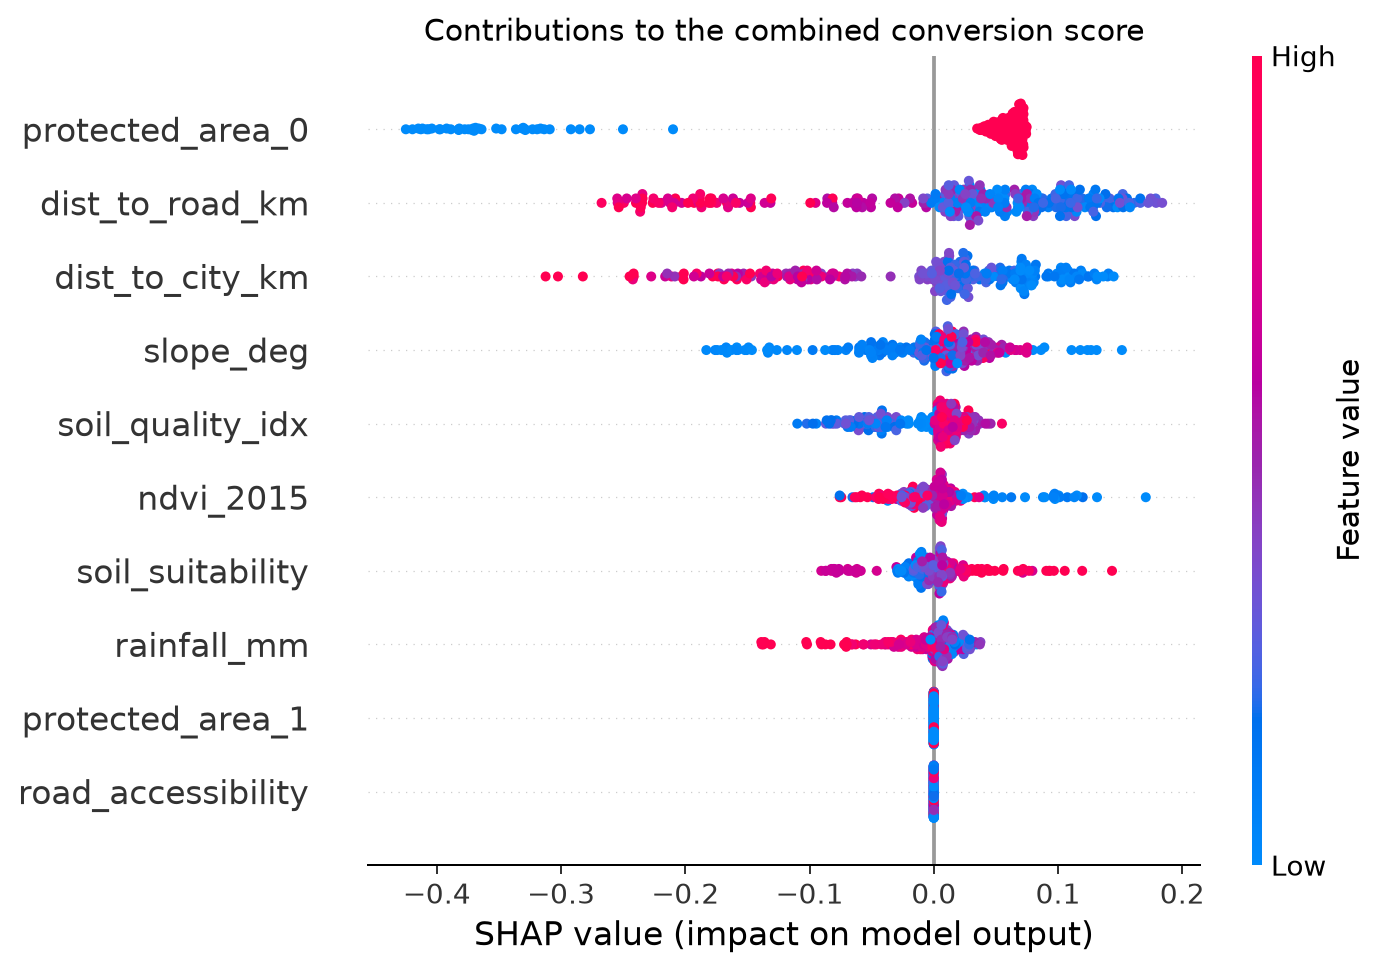 Contributions to the combined conversion score
High
protected_area_0
dist_to_road_km
dist_to_city_km
slope_deg
soil_quality_idx
ndvi_2015
soil_suitability
rainfall_mm
protected_area_1
road_accessibility
Feature value
Low
−0.4 −0.3 −0.2 −0.1 0.0 0.1 0.2
SHAP value (impact on model output)